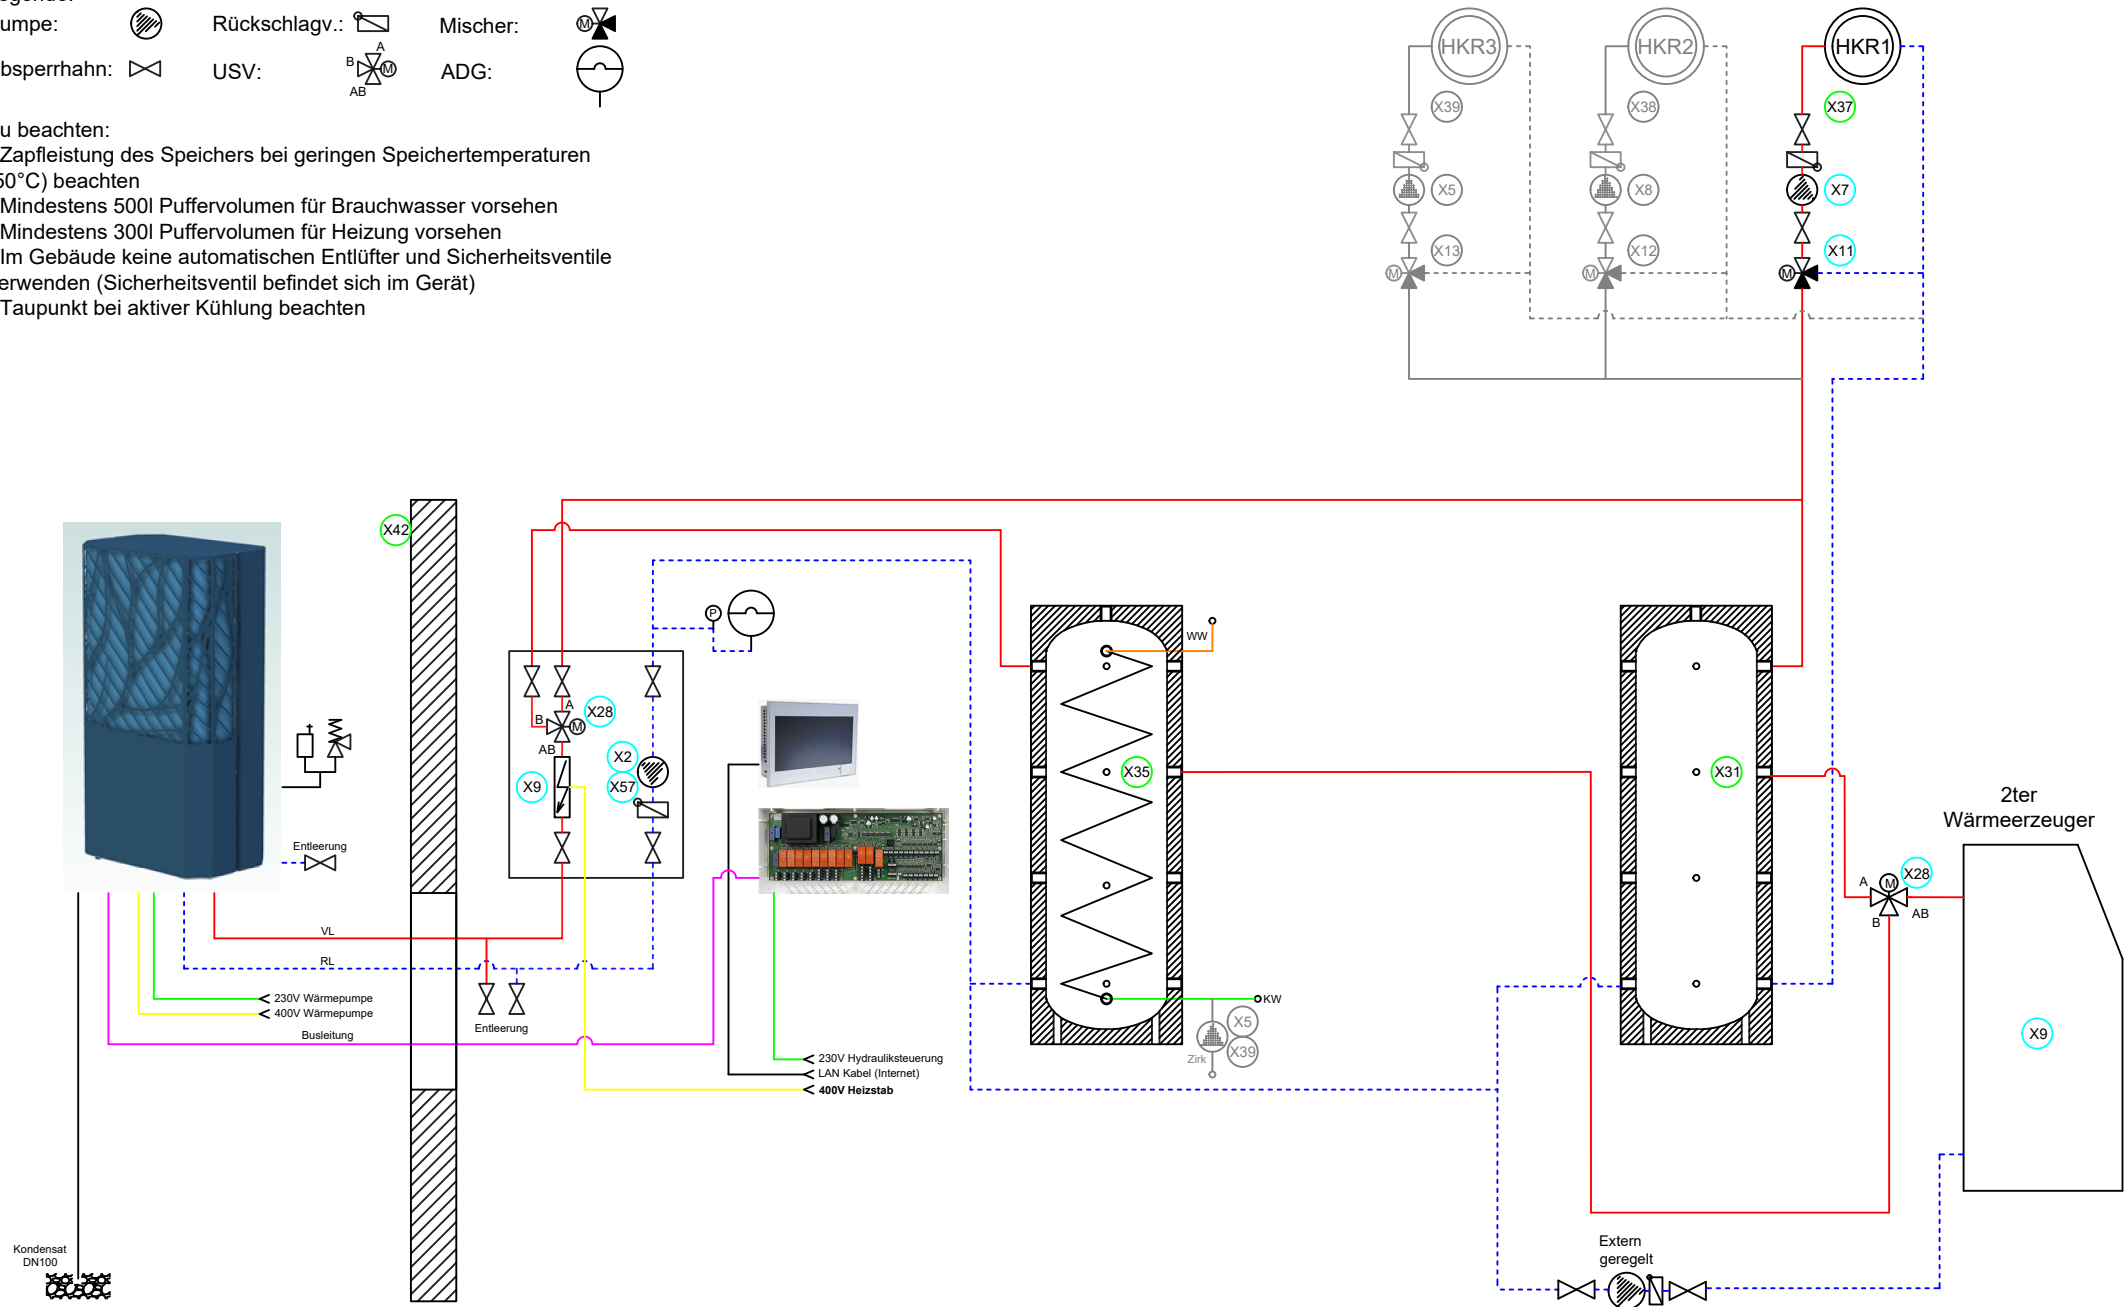 egende:
umpe:
Rückschlagv.:
Mischer:
M
bsperrhahn:
USV:
A
B
M
AB
ADG:
u beachten:
Zapfleistung des Speichers bei geringen Speichertemperaturen
50°C) beachten
Mindestens 500l Puffervolumen für Brauchwasser vorsehen
Mindestens 300l Puffervolumen für Heizung vorsehen
Im Gebäude keine automatischen Entlüfter und Sicherheitsventile
erwenden (Sicherheitsventil befindet sich im Gerät)
Taupunkt bei aktiver Kühlung beachten
HKR3
HKR2
HKR1
X39
X38
X37
X5
X8
X7
X13
X12
X11
M
M
M
X42
P
WW
A
X28
B
M
AB
X2
X9
X57
X35
X31
2ter
Wärmeerzeuger
Entleerung
A
M
X28
B
AB
VL
RL
230V Wärmepumpe
400V Wärmepumpe
Entleerung
Busleitung
KW
X5
X39
Zirk
X9
230V Hydrauliksteuerung
LAN Kabel (Internet)
400V Heizstab
Kondensat
DN100
Extern
geregelt